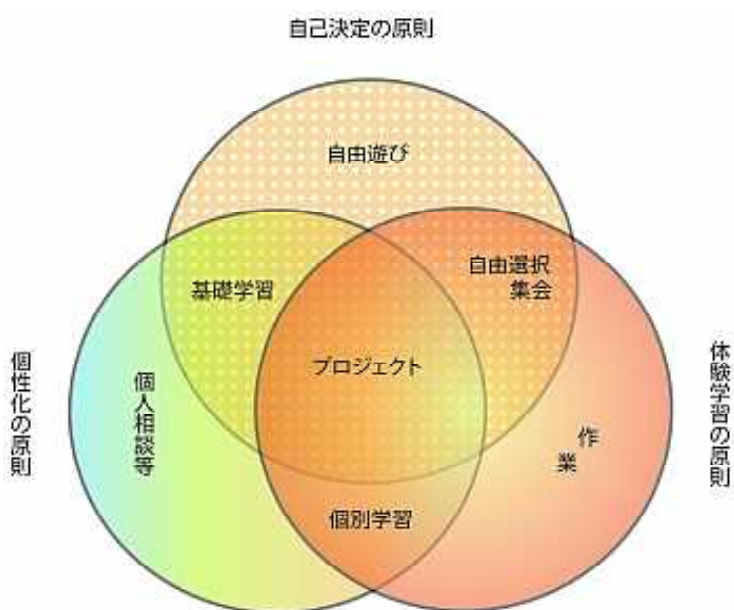 自己決定の原則
自由遊び
自由選択
集会
基礎学習
プロジェクト
個性化の原則
個人相談等
体験学習の原則
作
業
個別学習